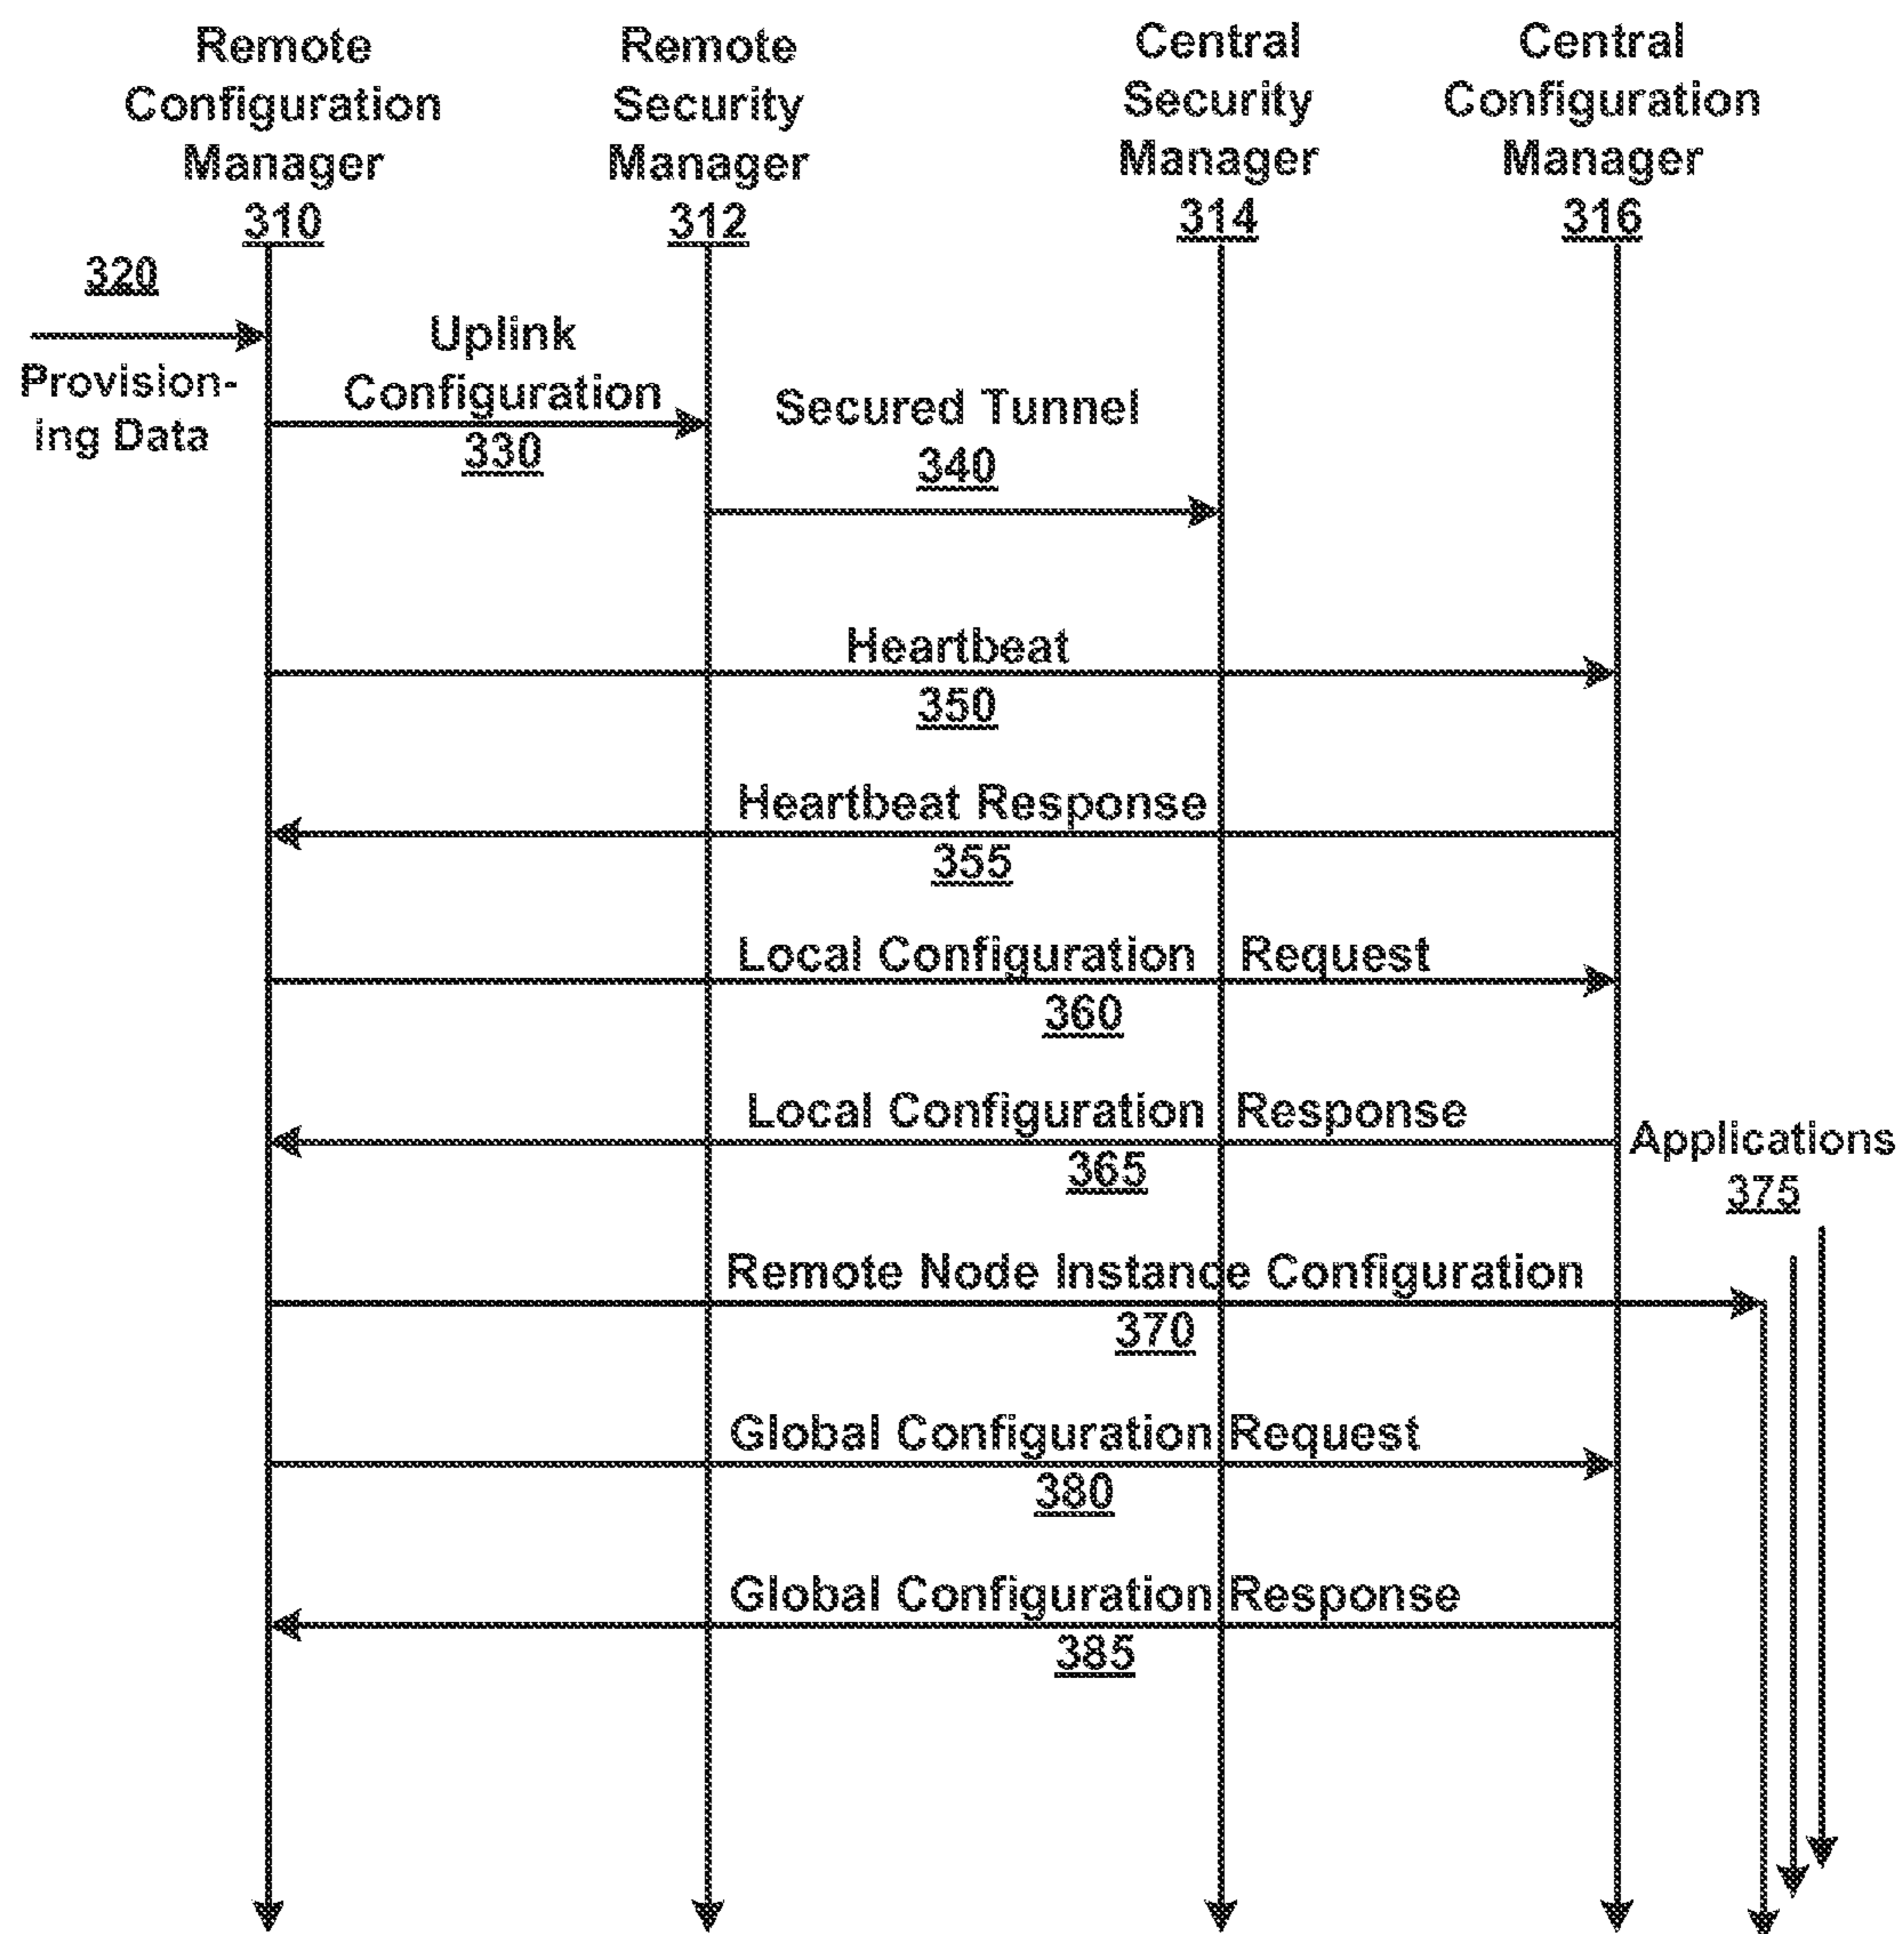 Remote
Configuration
Manager
310
Remote
Security
Manager
312
Central
Security
Manager
314
Central
Configuration
Manager
316
320
Provision-
ing Data
Uplink
Configuration
330
Secured Tunnel
340
Heartbeat
350
Heartbeat Response
355
Local Configuration Request
360
Local Configuration Response
365
Applications
375
Remote Node Instance Configuration
370
Global Configuration Request
380
Global Configuration Response
385